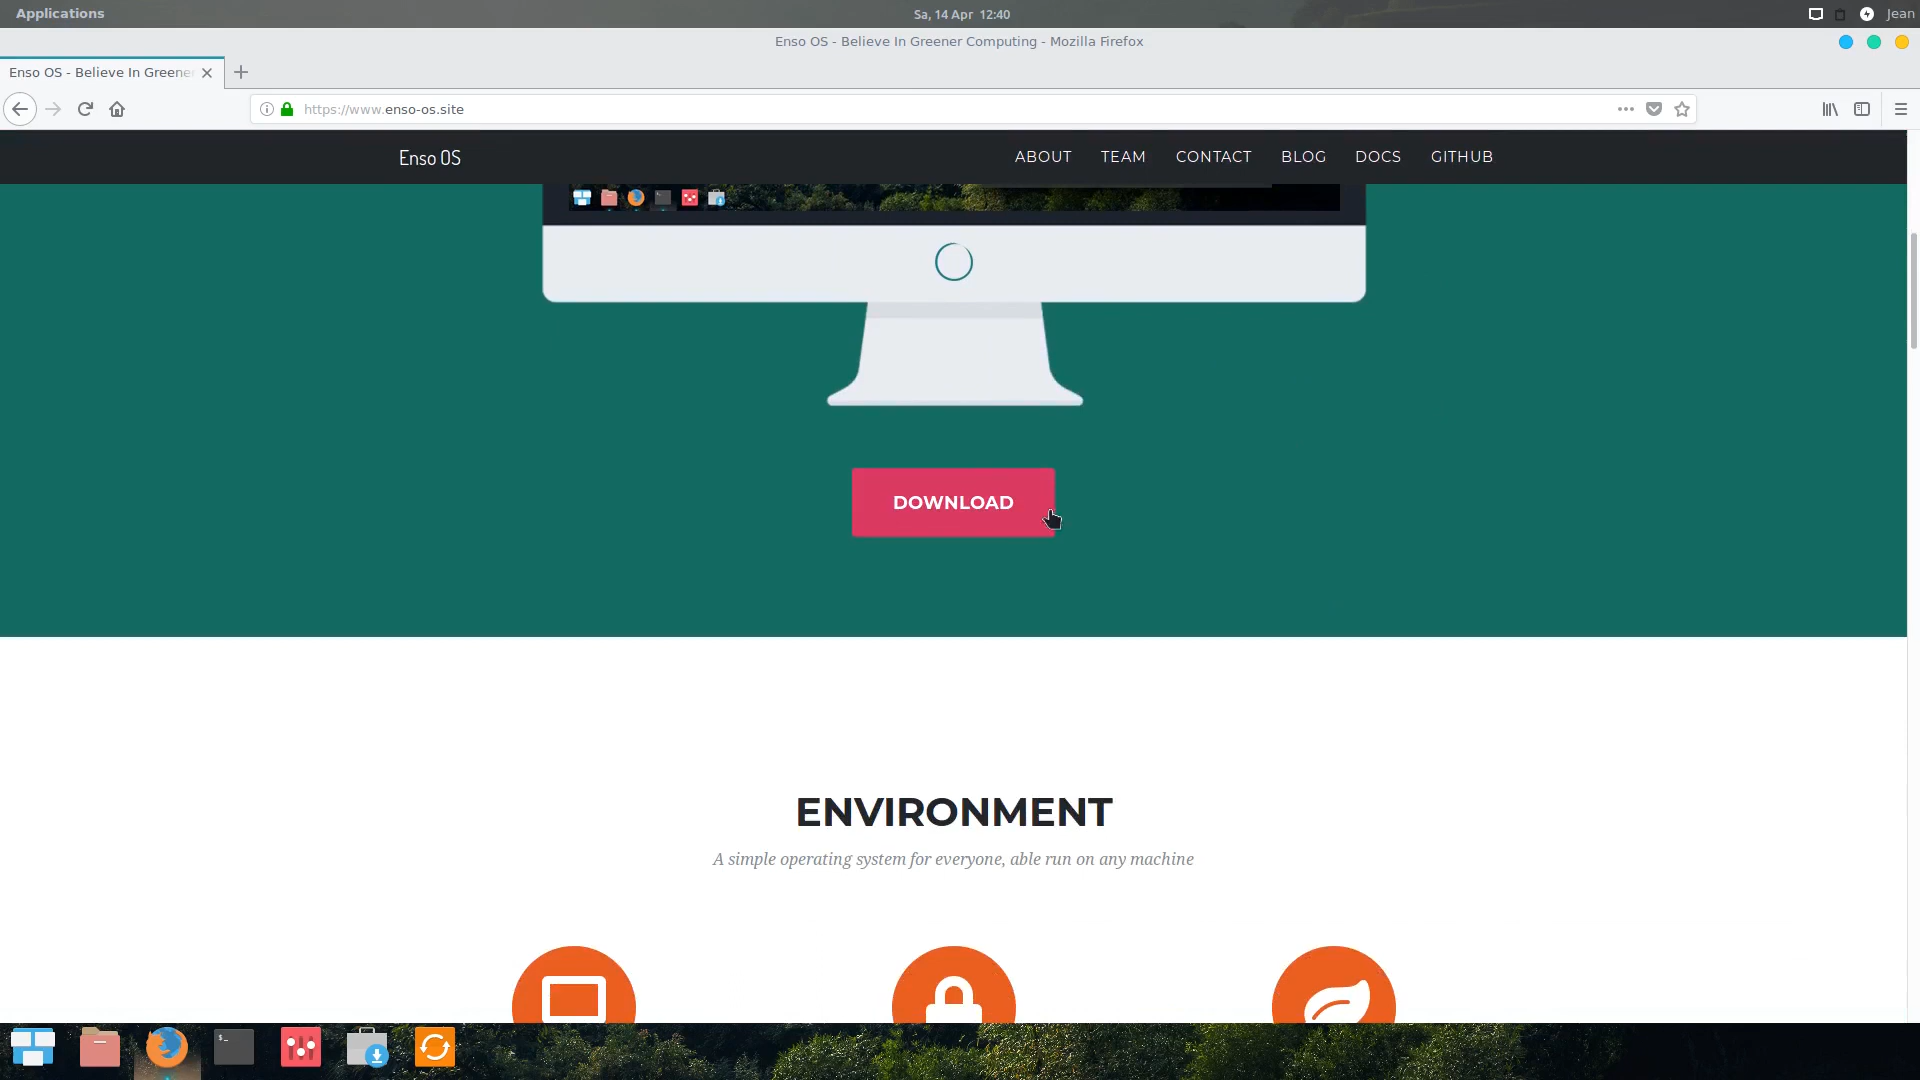 Applications
Sa, 14 Apr 12:40
Jean
Enso OS - Believe In Greener Computing - Mozilla Firefox
Enso OS - Believe In Greener
https://www.enso-os.site
Enso OS
ABOUT TEAM CONTACT BLOG DOCS GITHUB
DOWNLOAD
ENVIRONMENT
A simple operating system for everyone, able run on any machine
$_